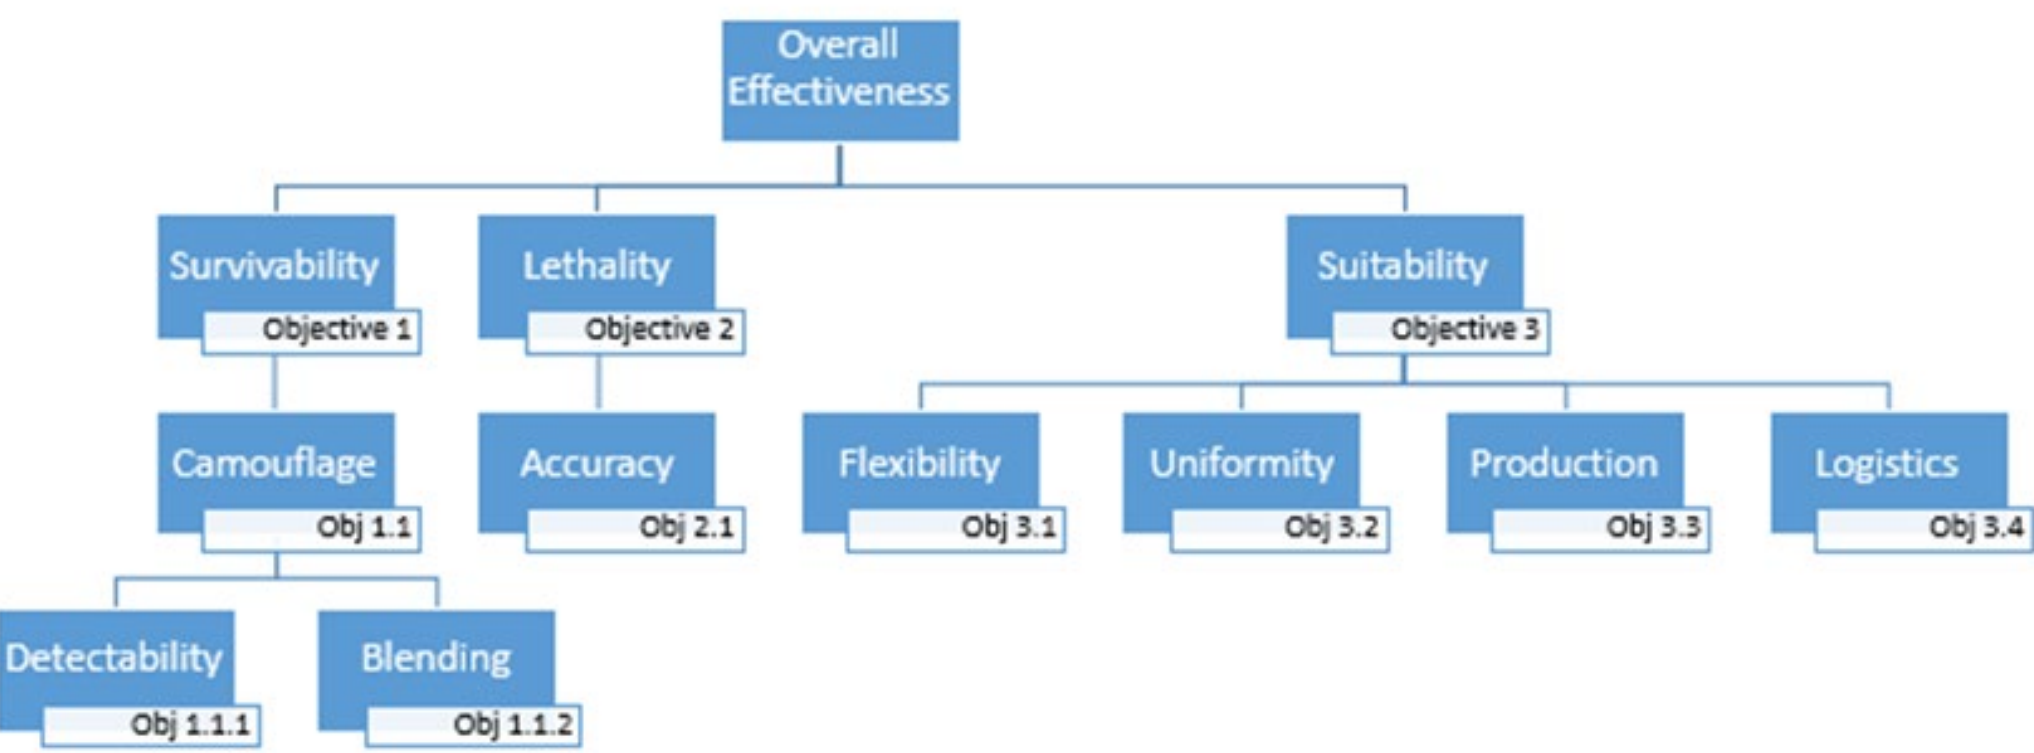 Overall
Effectiveness
Survivability
Objective 1
Lethality
Objective 2
Suitability
Objective 3
Camouflage
Obj 1.1
Accuracy
Obj 2.1
Flexibility
Obj 3.1
Uniformity
Obj 3.2
Production
Obj 3.3
Logistics
Obj 3.4
Detectability
Obj 1.1.1
Blending
Obj 1.1.2